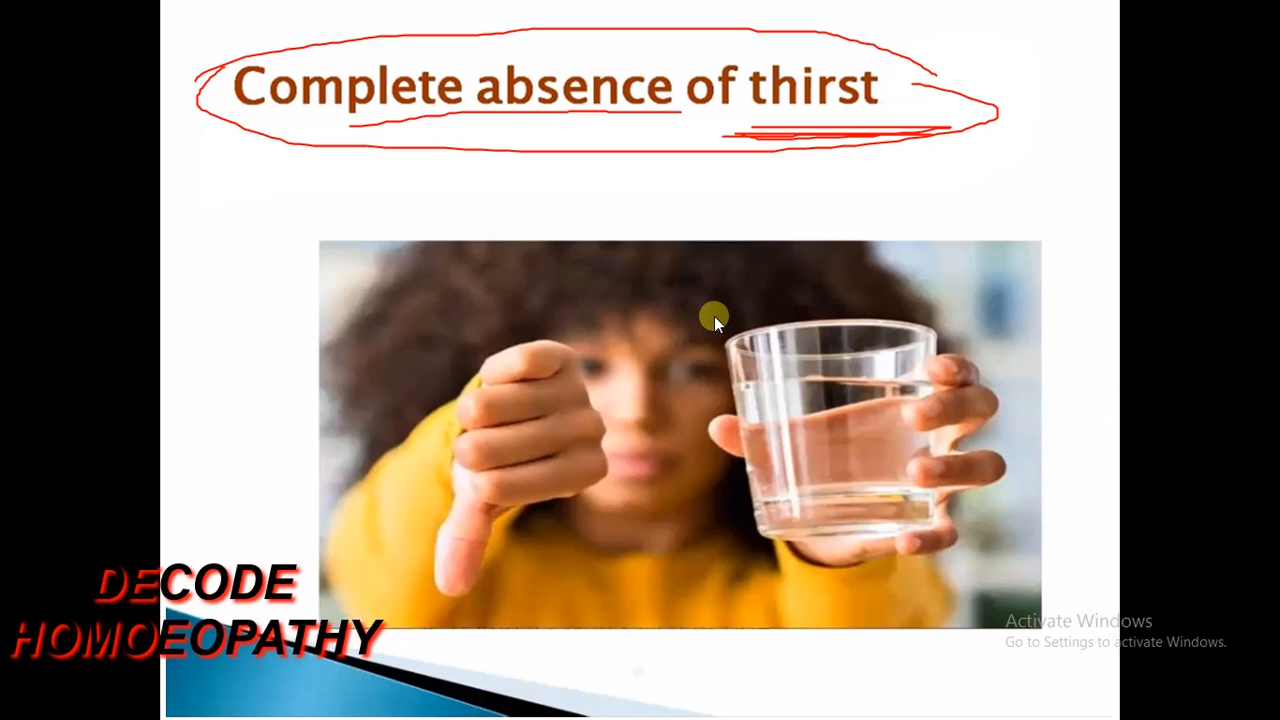 Complete absence of thirst
DECODE
HOMOEOPATHY
Activate Windows
Go to Settings to activate Windows.